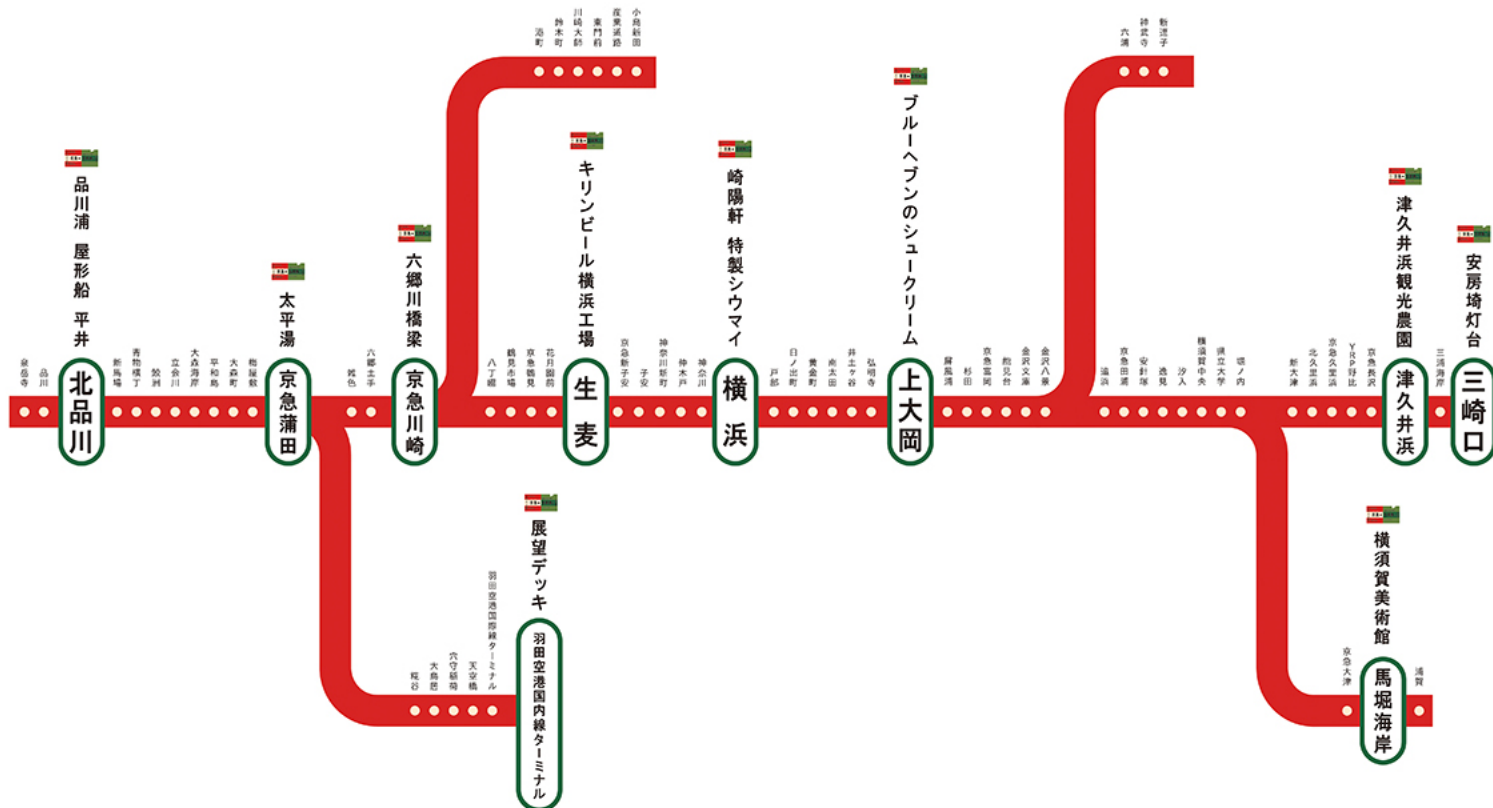 港町
鈴木町
川崎大師
東門前
産業道路
小島新田
六浦
神武寺
新逗子
品川浦 屋形船 平井
太平湯
六郷川橋梁
キリンビール横浜工場
崎陽軒 特製シウマイ
ブルーヘブンのシュークリーム
津久井浜観光農園
安房埼灯台
泉岳寺
品川
北品川
新馬場
青物横丁
鮫洲
立会川
大森海岸
平和島
大森町
梅屋敷
京急蒲田
雑色
六郷土手
京急川崎
八丁畷
鶴見市場
京急鶴見
花月園前
生麦
京急新子安
子安
神奈川新町
仲木戸
神奈川
横浜
戸部
日ノ出町
黄金町
南太田
井土ヶ谷
弘明寺
上大岡
屏風浦
杉田
京急富岡
能見台
金沢文庫
金沢八景
追浜
京急田浦
安針塚
逸見
汐入
横須賀中央
県立大学
堀ノ内
新大津
北久里浜
京急久里浜
YRP野比
京急長沢
津久井浜
三浦海岸
三崎口
展望デッキ
糀谷
大鳥居
穴守稲荷
天空橋
羽田空港国際線ターミナル
羽田空港国内線ターミナル
横須賀美術館
京急大津
馬堀海岸
浦賀